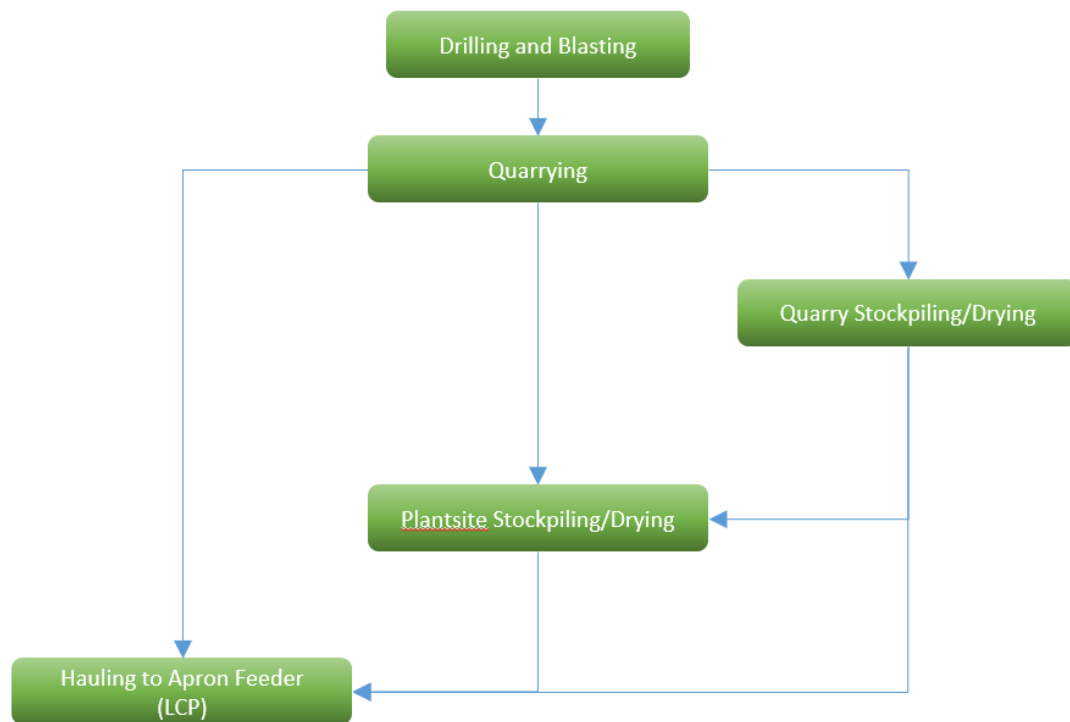 Drilling and Blasting
Quarrying
Quarry Stockpiling/Drying
Plantsite Stockpiling/Drying
Hauling to Apron Feeder
(LCP)